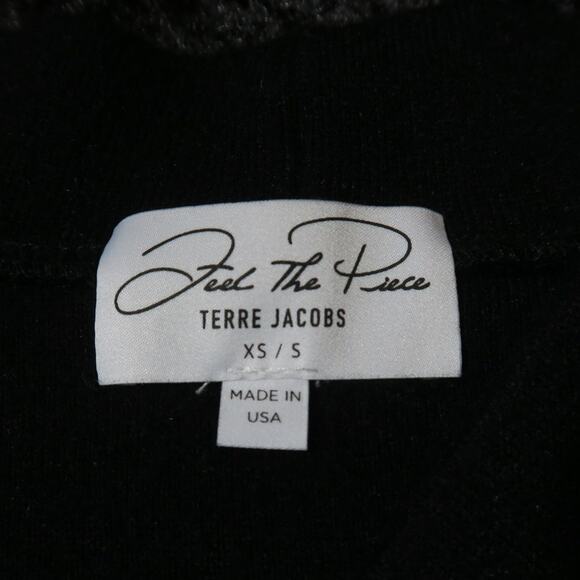 Feel The Piece
TERRE JACOBS
XS / S
MADE IN
USA